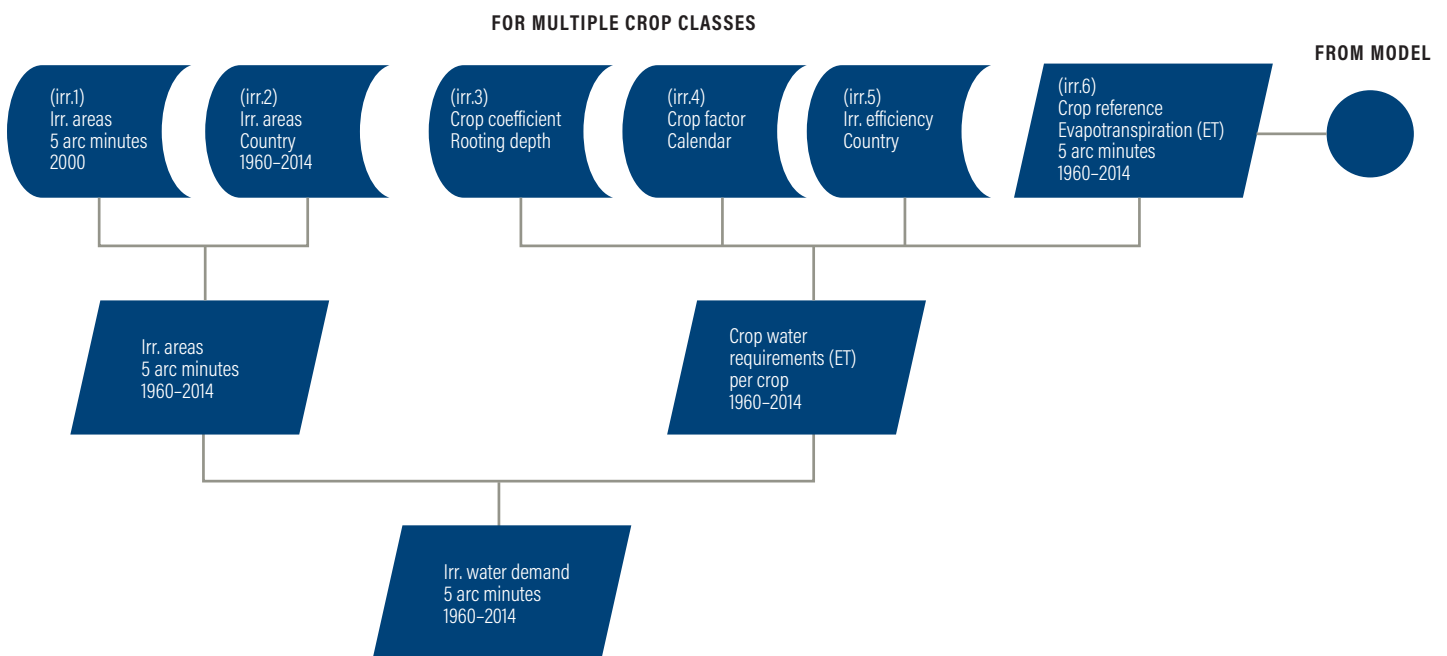 FOR MULTIPLE CROP CLASSES
FROM MODEL
(irr.1)
Irr. areas
5 arc minutes
2000
(irr.2)
Irr. areas
Country
1960–2014
(irr.3)
Crop coefficient
Rooting depth
(irr.4)
Crop factor
Calendar
(irr.5)
Irr. efficiency
Country
(irr.6)
Crop reference
Evapotranspiration (ET)
5 arc minutes
1960–2014
Irr. areas
5 arc minutes
1960–2014
Crop water
requirements (ET)
per crop
1960–2014
Irr. water demand
5 arc minutes
1960–2014